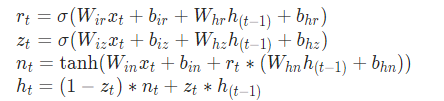 r_t = σ(W_{ir}x_t + b_{ir} + W_{hr}h_{(t−1)} + b_{hr})
z_t = σ(W_{iz}x_t + b_{iz} + W_{hz}h_{(t−1)} + b_{hz})
n_t = tanh(W_{in}x_t + b_{in} + r_t * (W_{hn}h_{(t−1)} + b_{hn}))
h_t = (1 − z_t) * n_t + z_t * h_{(t−1)}